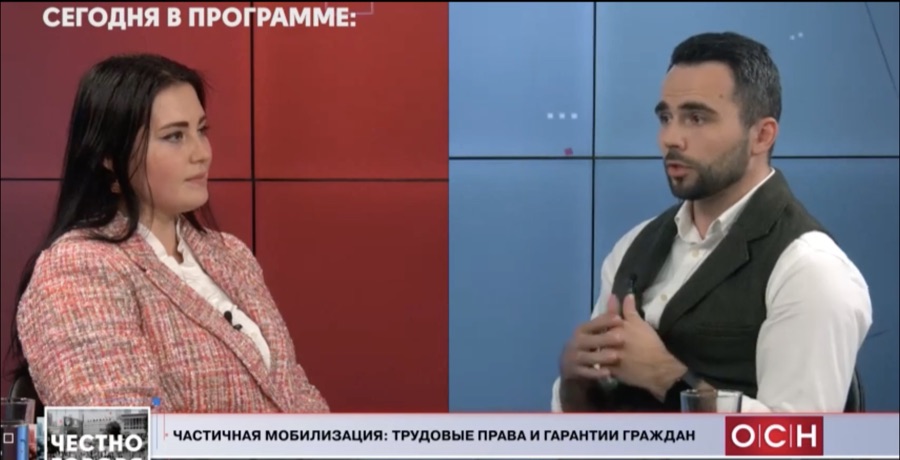 СЕГОДНЯ В ПРОГРАММЕ:
ЧЕСТНО
ЧАСТИЧНАЯ МОБИЛИЗАЦИЯ: ТРУДОВЫЕ ПРАВА И ГАРАНТИИ ГРАЖДАН
ОСН